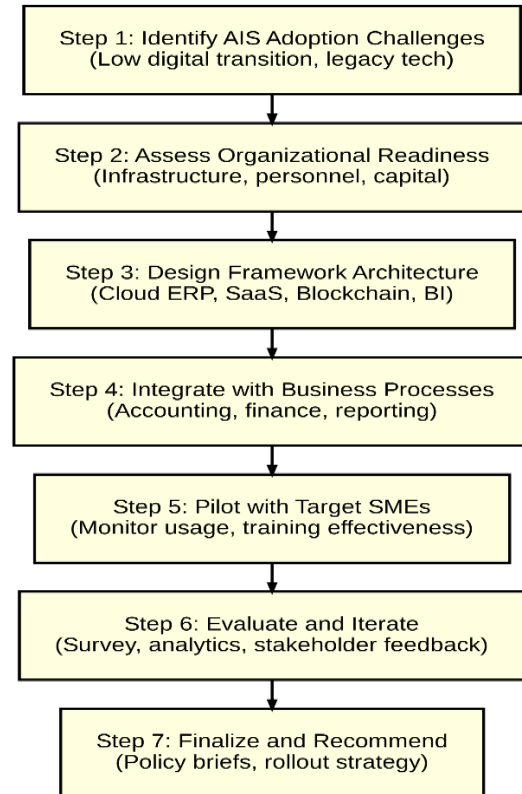 Step 1: Identify AIS Adoption Challenges
(Low digital transition, legacy tech)
Step 2: Assess Organizational Readiness
(Infrastructure, personnel, capital)
Step 3: Design Framework Architecture
(Cloud ERP, SaaS, Blockchain, BI)
Step 4: Integrate with Business Processes
(Accounting, finance, reporting)
Step 5: Pilot with Target SMEs
(Monitor usage, training effectiveness)
Step 6: Evaluate and Iterate
(Survey, analytics, stakeholder feedback)
Step 7: Finalize and Recommend
(Policy briefs, rollout strategy)